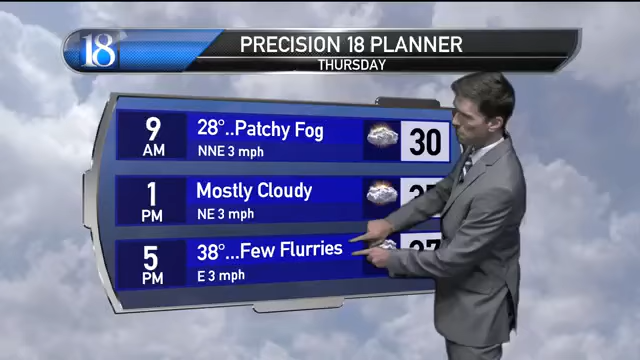 18
PRECISION 18 PLANNER
THURSDAY
9 AM
28°..Patchy Fog
NNE 3 mph
30
1 PM
Mostly Cloudy
NE 3 mph
5 PM
38°...Few Flurries
E 3 mph